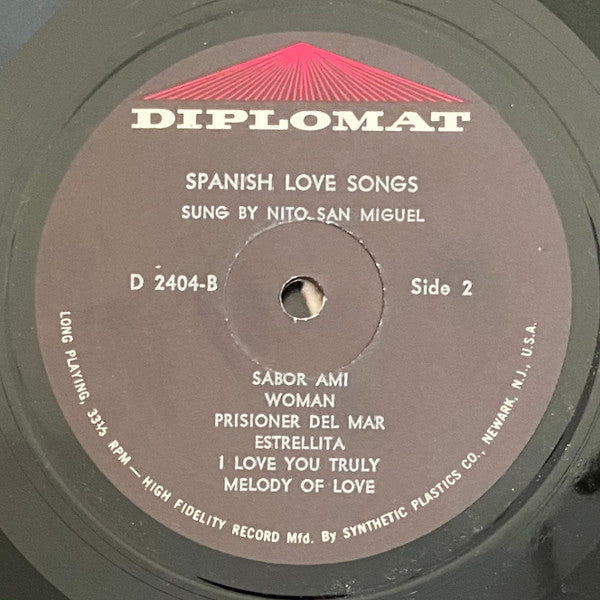 DIPLOMAT
SPANISH LOVE SONGS
SUNG BY NITO SAN MIGUEL
D 2404-B
Side 2
SABOR AMI
WOMAN
PRISIONER DEL MAR
ESTRELLITA
I LOVE YOU TRULY
MELODY OF LOVE
LONG PLAYING, 33⅓ RPM — HIGH FIDELITY RECORD Mfd. By SYNTHETIC PLASTICS CO., NEWARK, N.J., U.S.A.